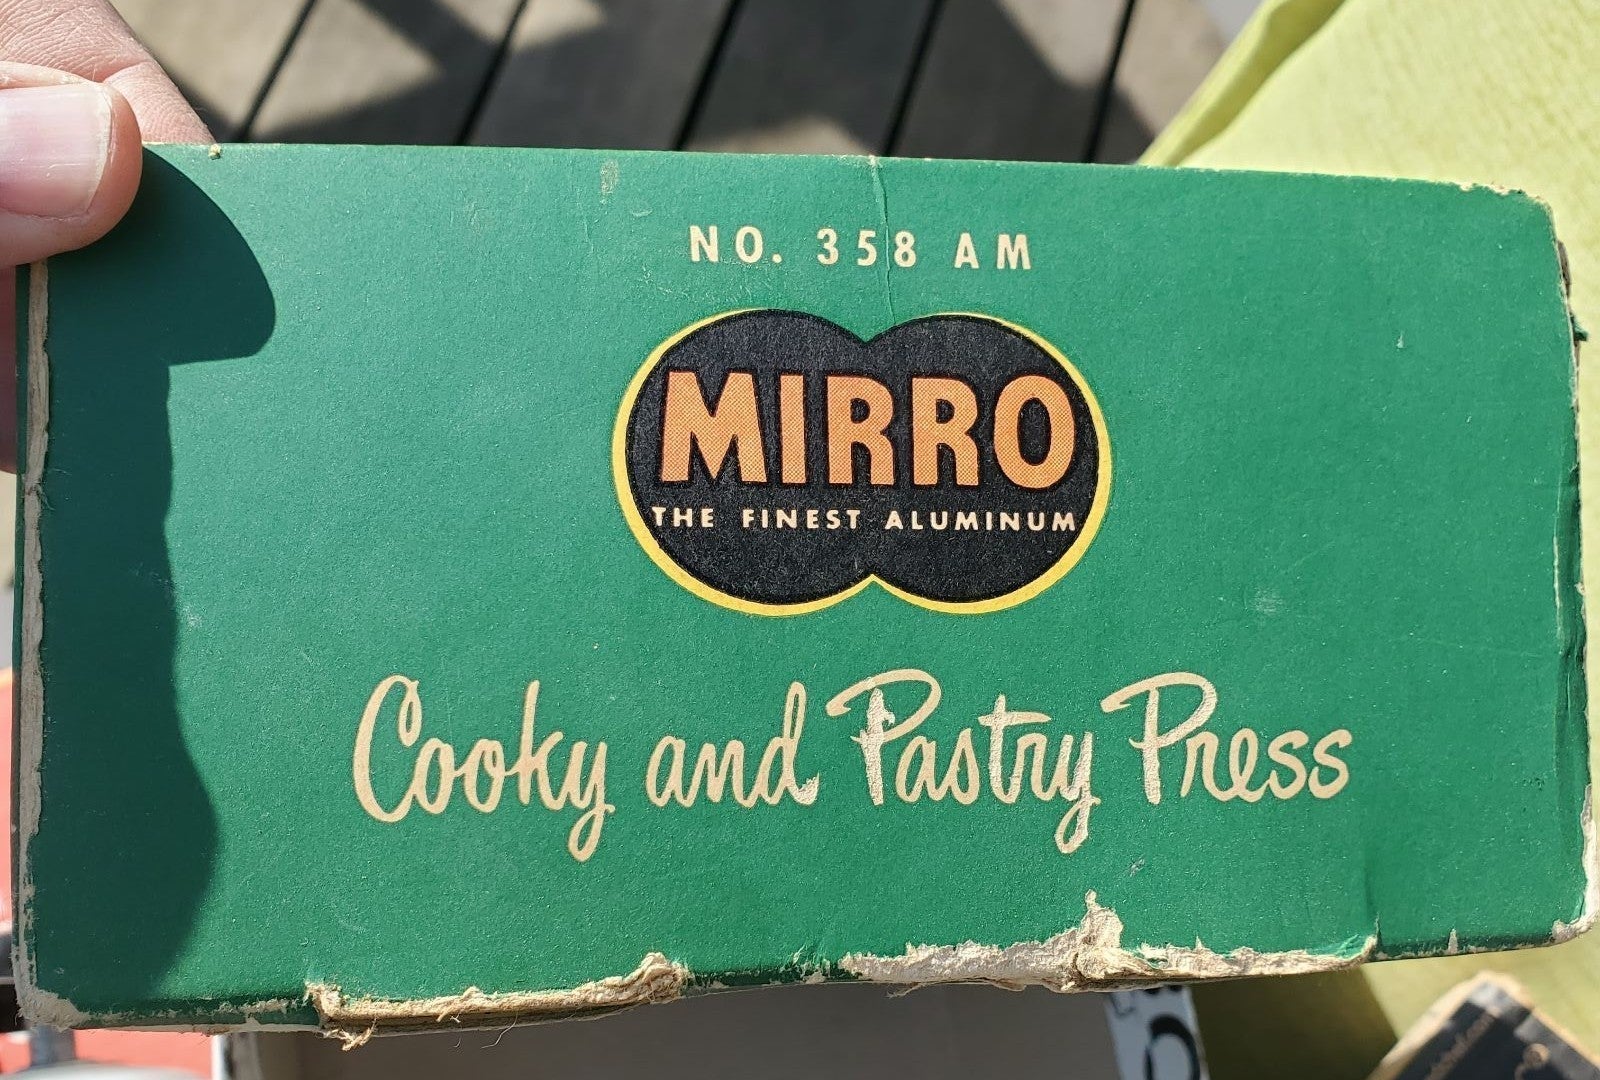 NO. 358 AM
MIRRO
THE FINEST ALUMINUM
Cooky and Pastry Press